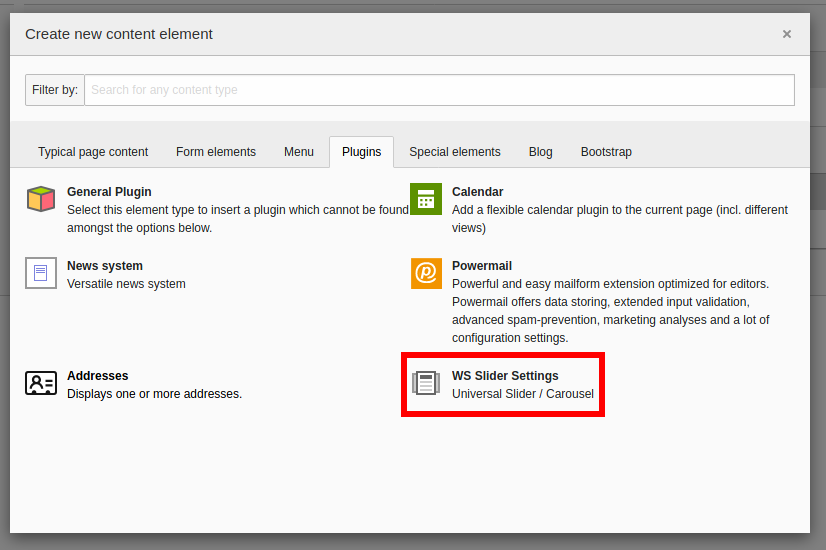 Create new content element
×
Filter by:
Search for any content type
Typical page content Form elements Menu Plugins Special elements Blog Bootstrap
General Plugin
Select this element type to insert a plugin which cannot be found
amongst the options below.
Calendar
Add a flexible calendar plugin to the current page (incl. different
views)
News system
Versatile news system
Powermail
Powerful and easy mailform extension optimized for editors.
Powermail offers data storing, extended input validation,
advanced spam-prevention, marketing analyses and a lot of
configuration settings.
Addresses
Displays one or more addresses.
WS Slider Settings
Universal Slider / Carousel